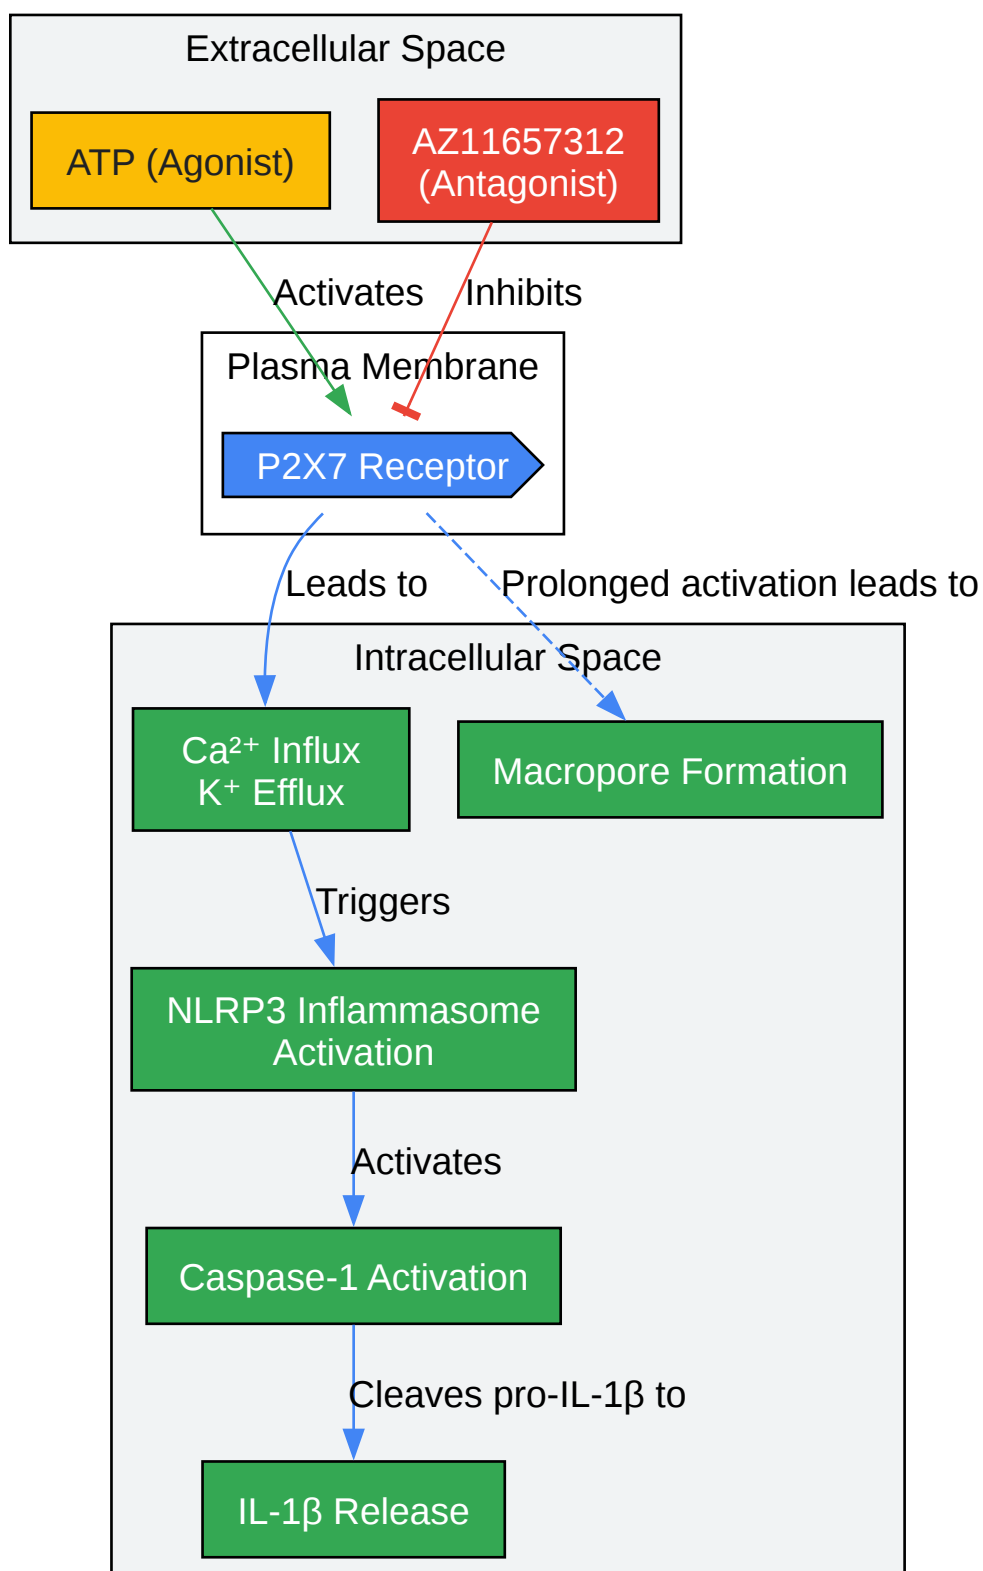 Extracellular Space
ATP (Agonist)
AZ11657312
(Antagonist)
Activates
Inhibits
Plasma Membrane
P2X7 Receptor
Leads to
Prolonged activation leads to
Intracellular Space
Ca²⁺ Influx
K⁺ Efflux
Macropore Formation
Triggers
NLRP3 Inflammasome
Activation
Activates
Caspase-1 Activation
Cleaves pro-IL-1β to
IL-1β Release